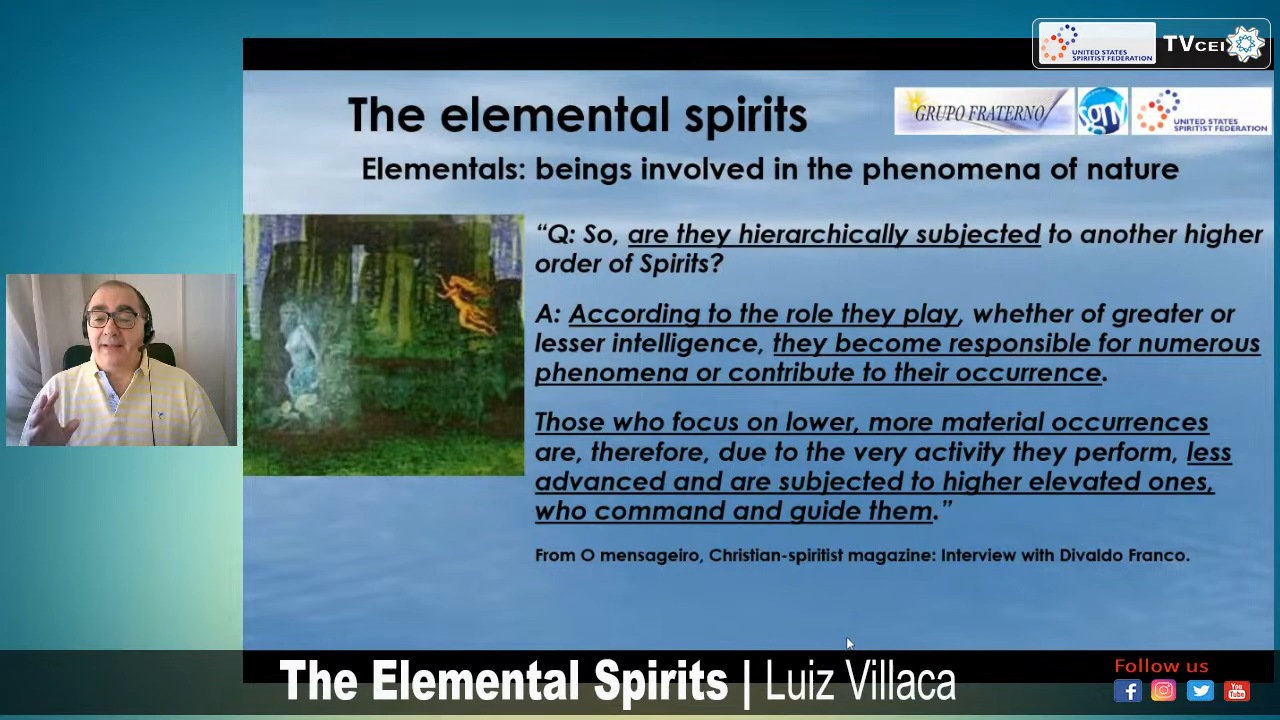 UNITED STATES
SPIRITIST FEDERATION
TVCEI
The elemental spirits
GRUPO FRATERNO
sgny
UNITED STATES
SPIRITIST FEDERATION
Elementals: beings involved in the phenomena of nature
“Q: So, are they hierarchically subjected to another higher
order of Spirits?
A: According to the role they play, whether of greater or
lesser intelligence, they become responsible for numerous
phenomena or contribute to their occurrence.
Those who focus on lower, more material occurrences
are, therefore, due to the very activity they perform, less
advanced and are subjected to higher elevated ones,
who command and guide them.”
From O mensageiro, Christian-spiritist magazine: Interview with Divaldo Franco.
The Elemental Spirits | Luiz Villaca
Follow us
You
Tube